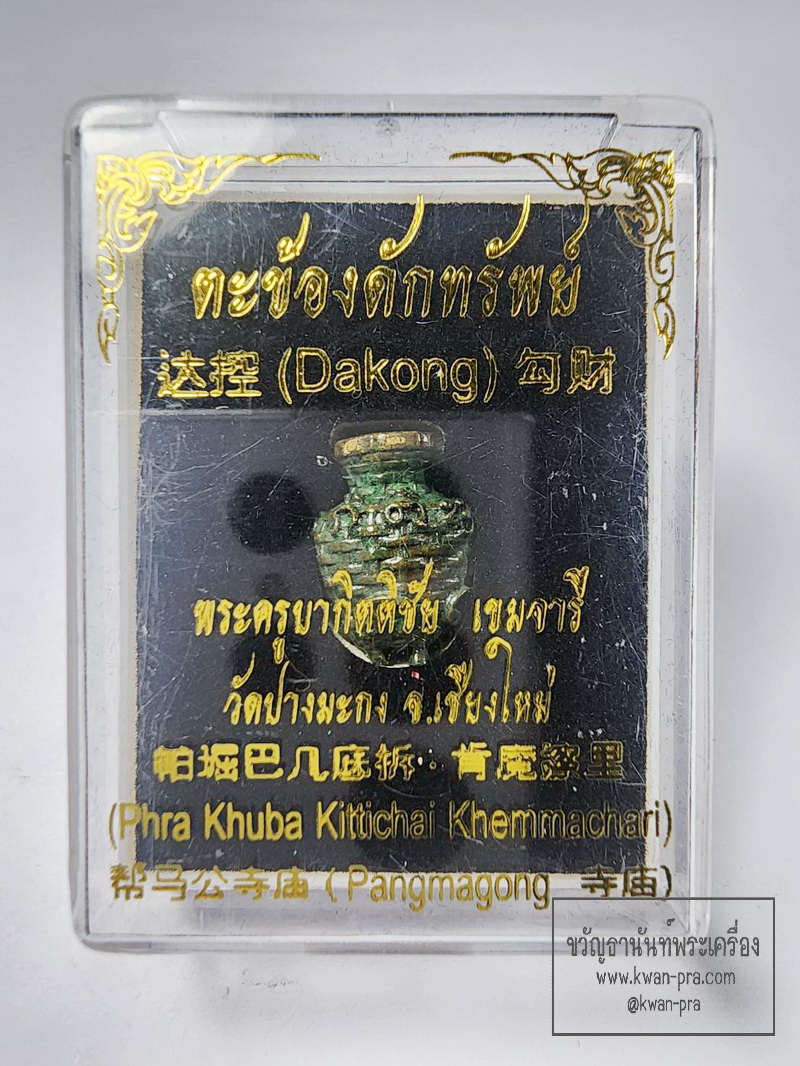 ตะข้องดักทรัพย์
达控 (Dakong) 勾财
พระครูบากิตติชัย เขมจารี
วัดปางมะกง จ.เชียงใหม่
帕堀巴几底拆·肯魔察里
(Phra Khuba Kittichai Khemmachari)
帮马公寺庙 (Pangmagong 寺庙)
ขวัญธานันท์พระเครื่อง
www.kwan-pra.com
@kwan-pra